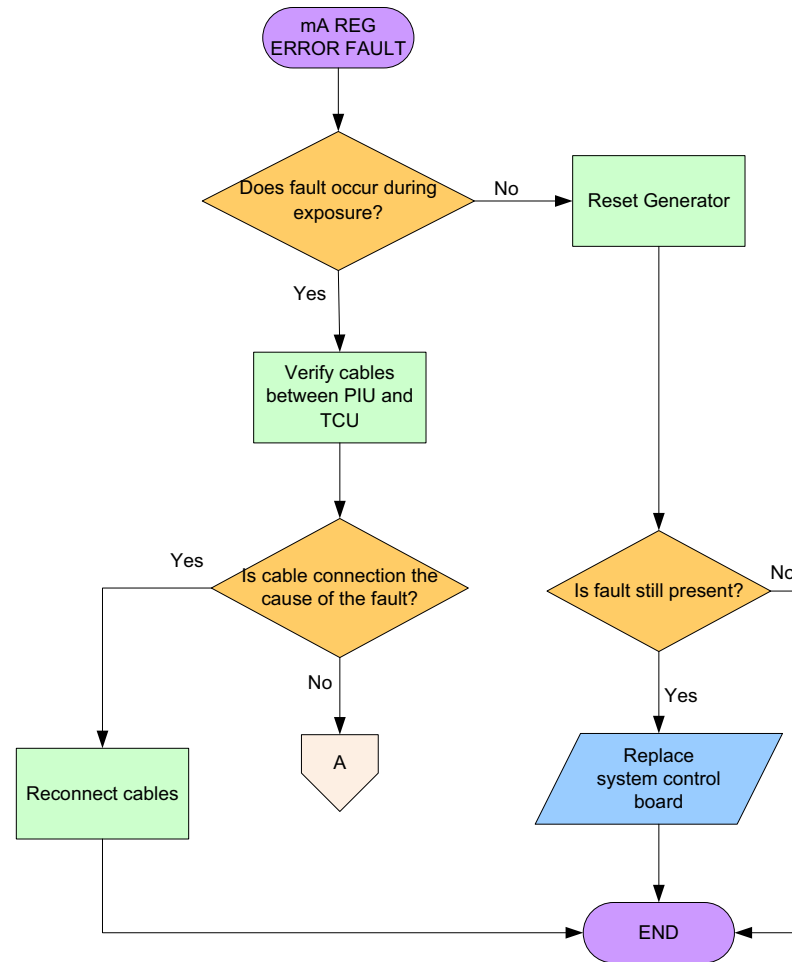 mA REG
ERROR FAULT
Does fault occur during
exposure?
No
Reset Generator
Yes
Verify cables
between PIU and
TCU
Yes
Is cable connection the
cause of the fault?
No
Is fault still present?
No
Yes
A
Replace
system control
board
Reconnect cables
END